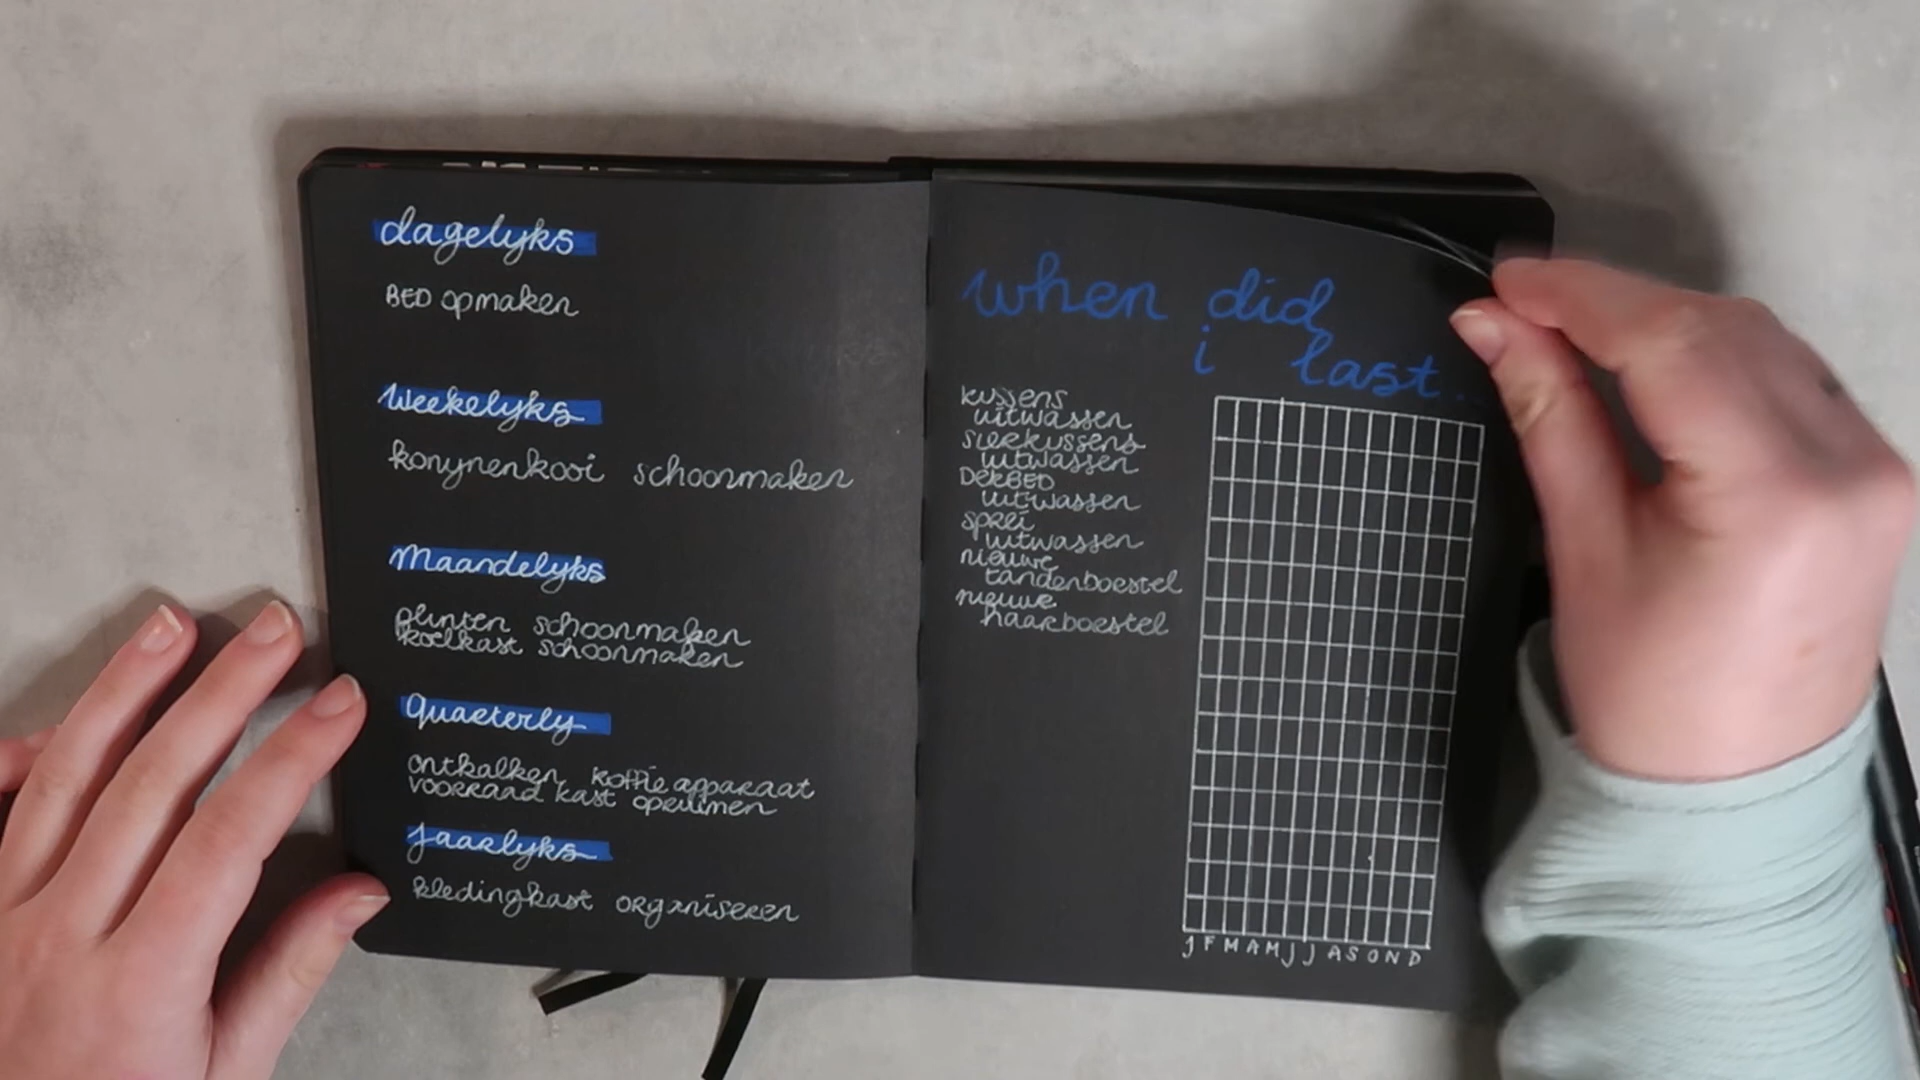 dagelyks
BED opmaken
Weekelyks
konynenkooi schoonmaken
Maandelyks
plinten schoonmaken
koelkast schoonmaken
Quaeterly
ontkalken koffie apparaat
voorraad kast opruimen
Jaarlyks
kledingkast organiseren
when did
i last...
kussens
uitwassen
sierkussens
uitwassen
DEKBED
uitwassen
sprei
uitwassen
nieuwe
tandenborstel
nieuwe
haarborstel
J F M A M J J A S O N D